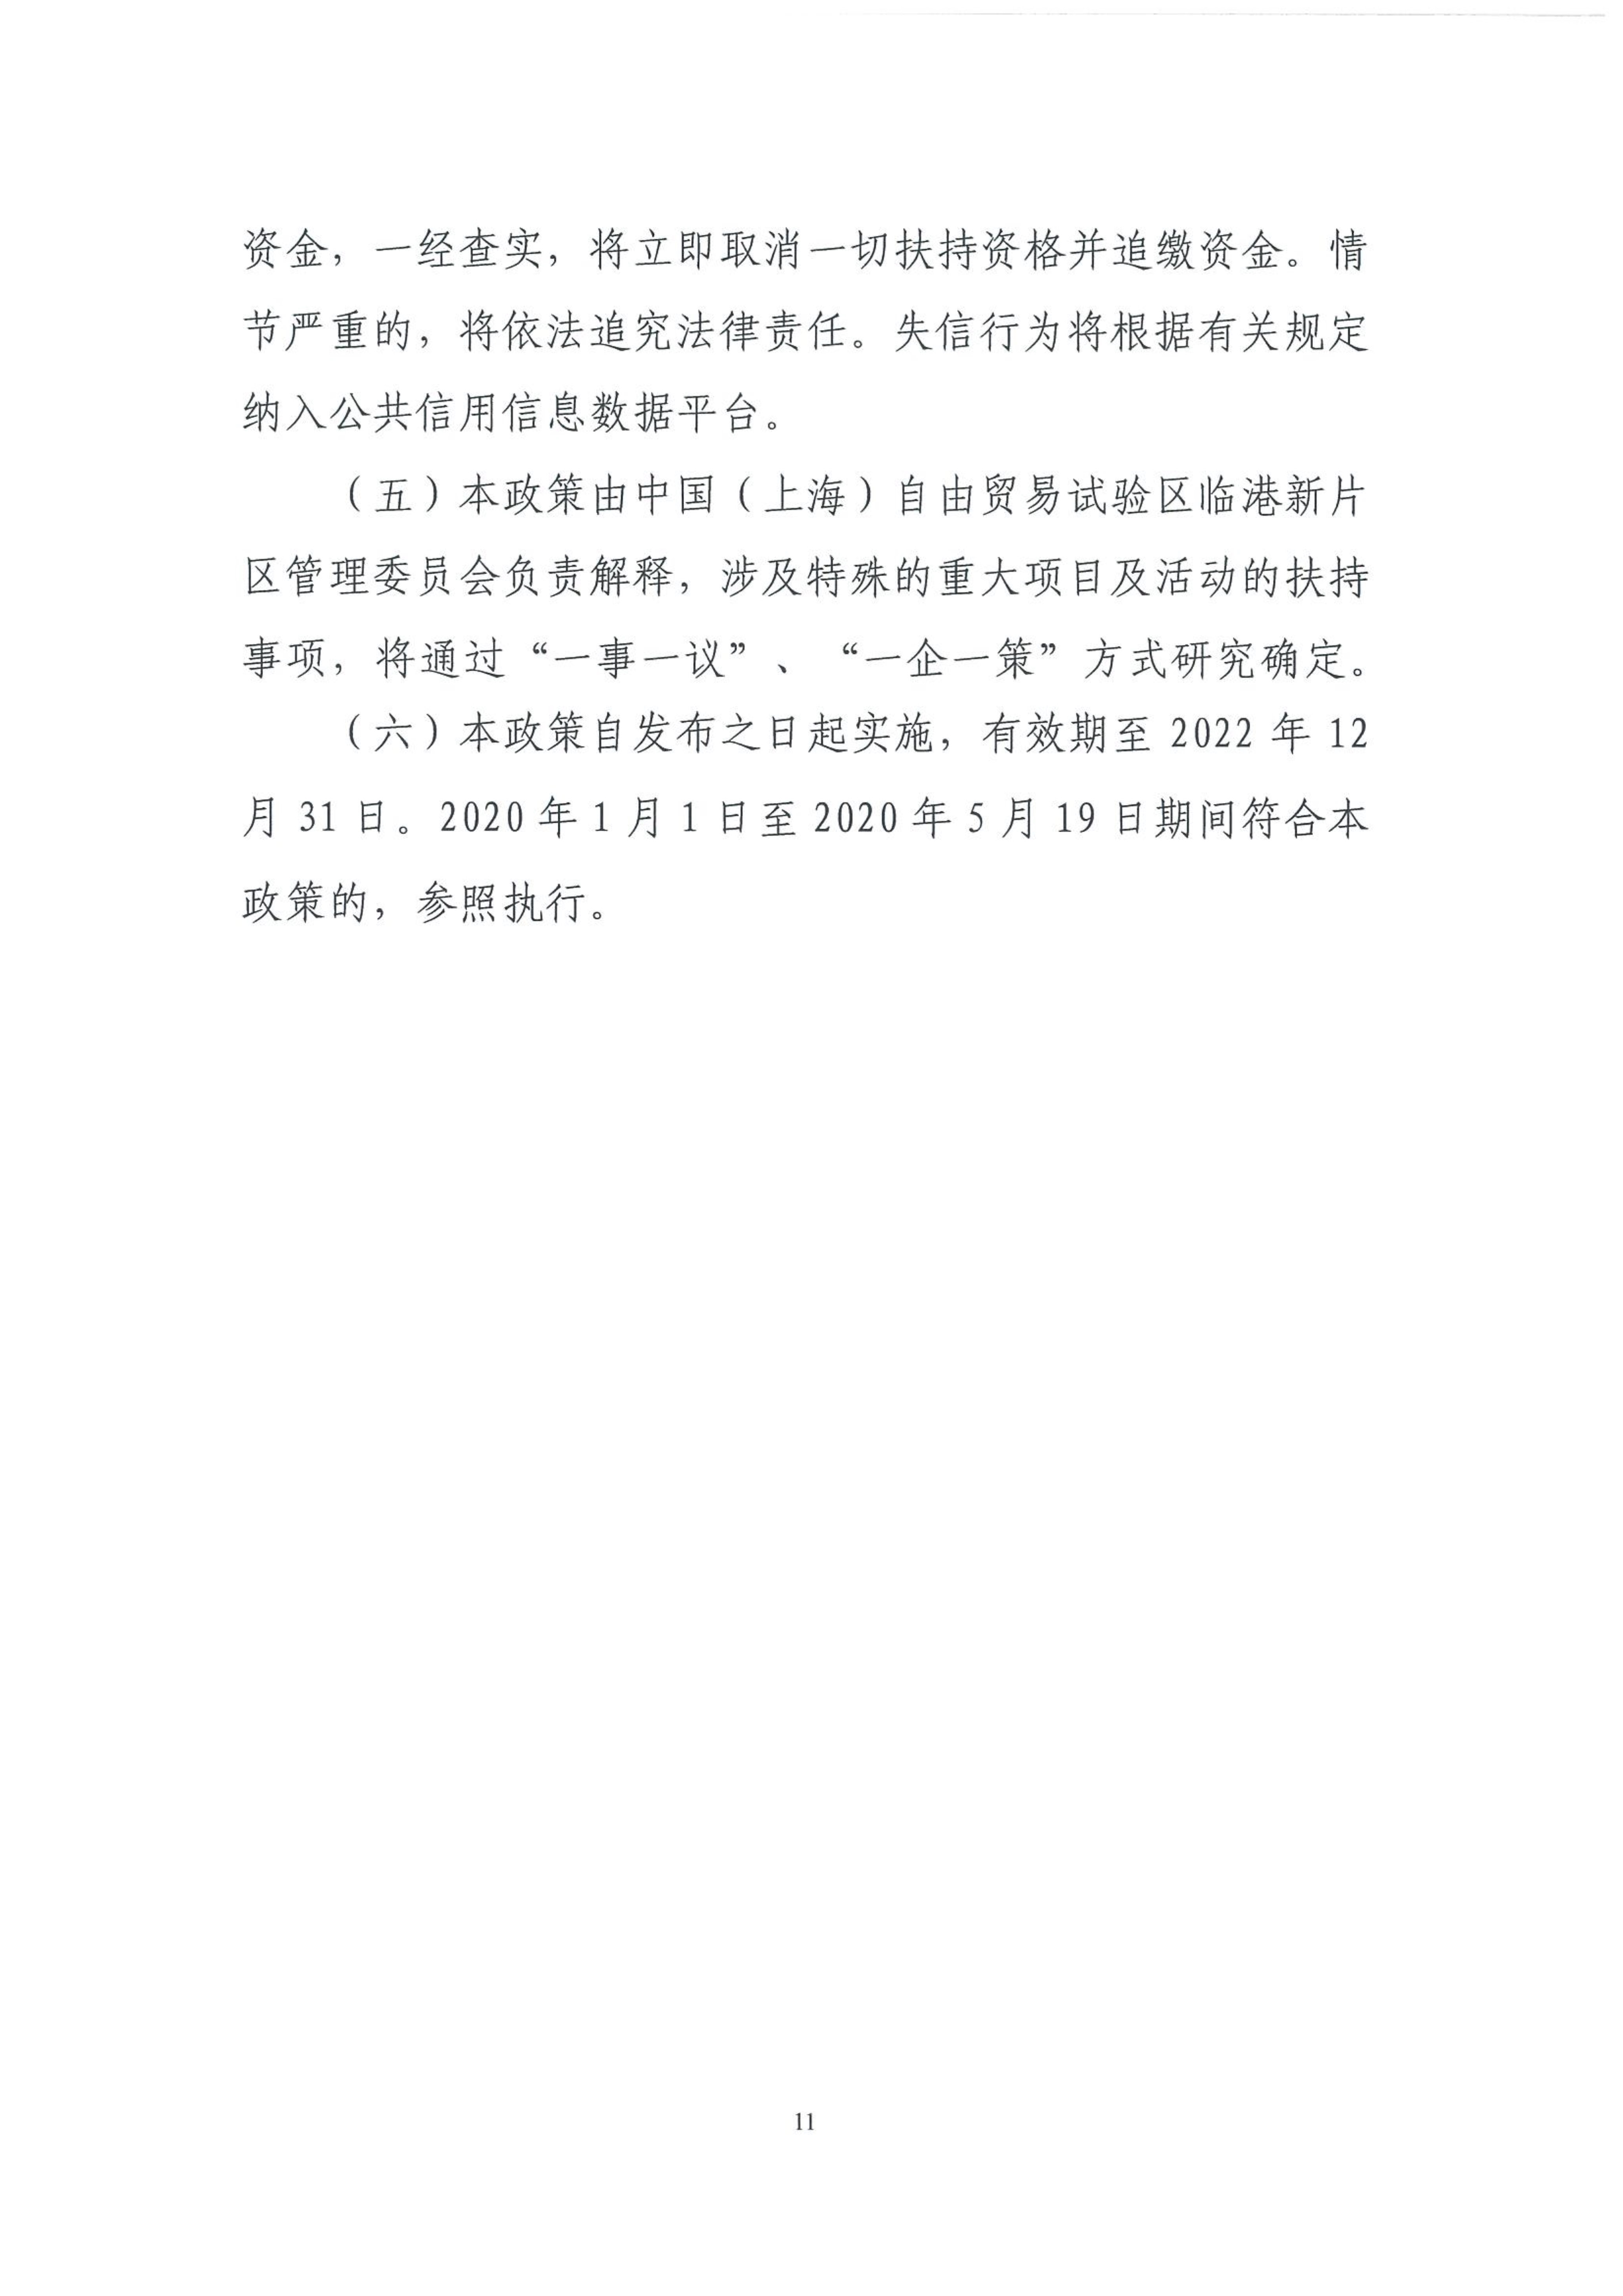 资金，一经查实，将立即取消一切扶持资格并追缴资金。情
节严重的，将依法追究法律责任。失信行为将根据有关规定
纳入公共信用信息数据平台。
（五）本政策由中国（上海）自由贸易试验区临港新片
区管理委员会负责解释，涉及特殊的重大项目及活动的扶持
事项，将通过“一事一议”、“一企一策”方式研究确定。
（六）本政策自发布之日起实施，有效期至 2022 年 12
月 31 日。2020 年 1 月 1 日至 2020 年 5 月 19 日期间符合本
政策的，参照执行。
11